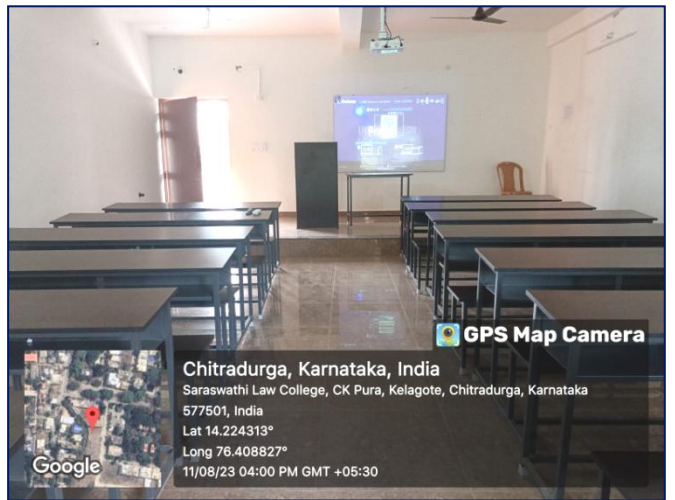 GPS Map Camera
Chitradurga, Karnataka, India
Saraswathi Law College, CK Pura, Kelagote, Chitradurga, Karnataka
577501, India
Lat 14.224313°
Long 76.408827°
11/08/23 04:00 PM GMT +05:30
Google